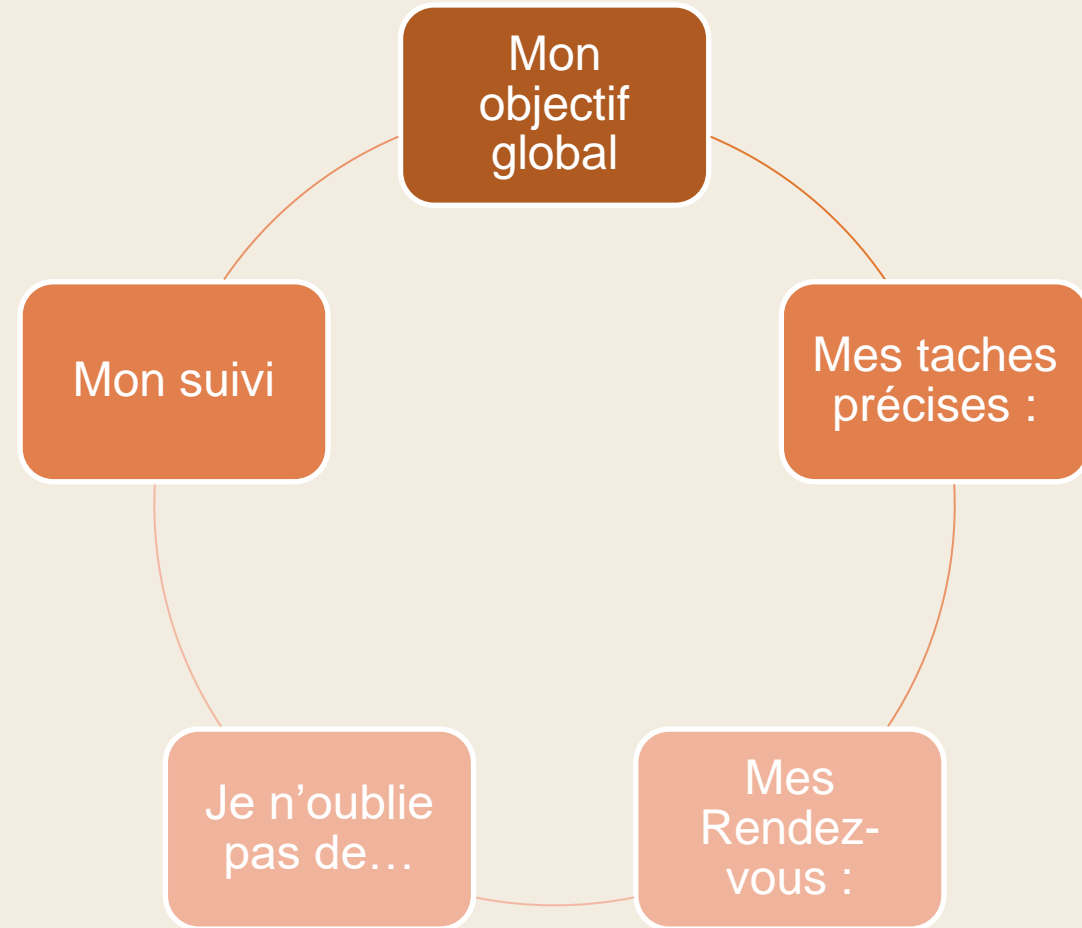 Mon
objectif
global
Mes taches
précises :
Mes
Rendez-
vous :
Je n’oublie
pas de…
Mon suivi